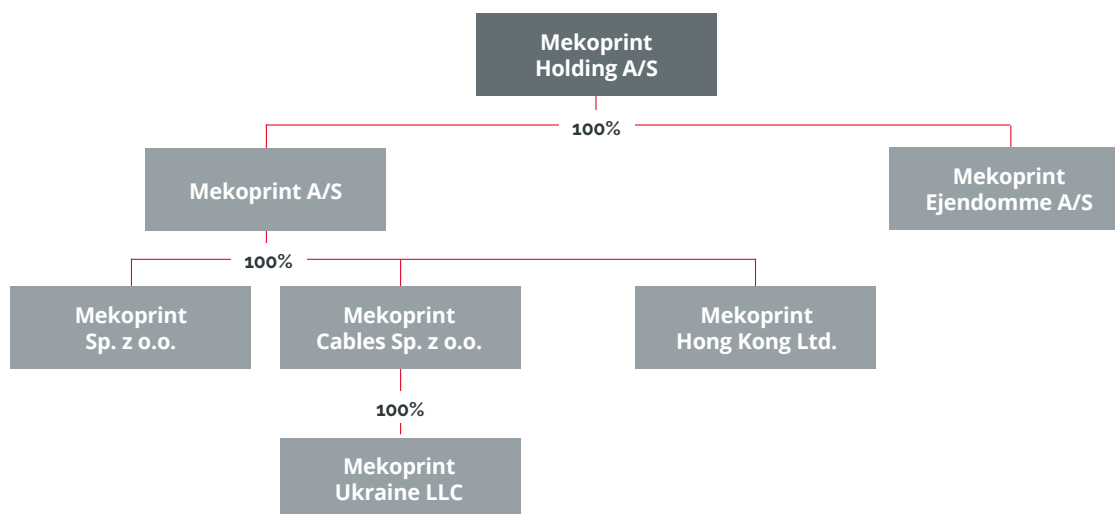 Mekoprint
Holding A/S
100%
Mekoprint A/S
Mekoprint
Ejendomme A/S
100%
Mekoprint
Sp. z o.o.
Mekoprint
Cables Sp. z o.o.
Mekoprint
Hong Kong Ltd.
100%
Mekoprint
Ukraine LLC